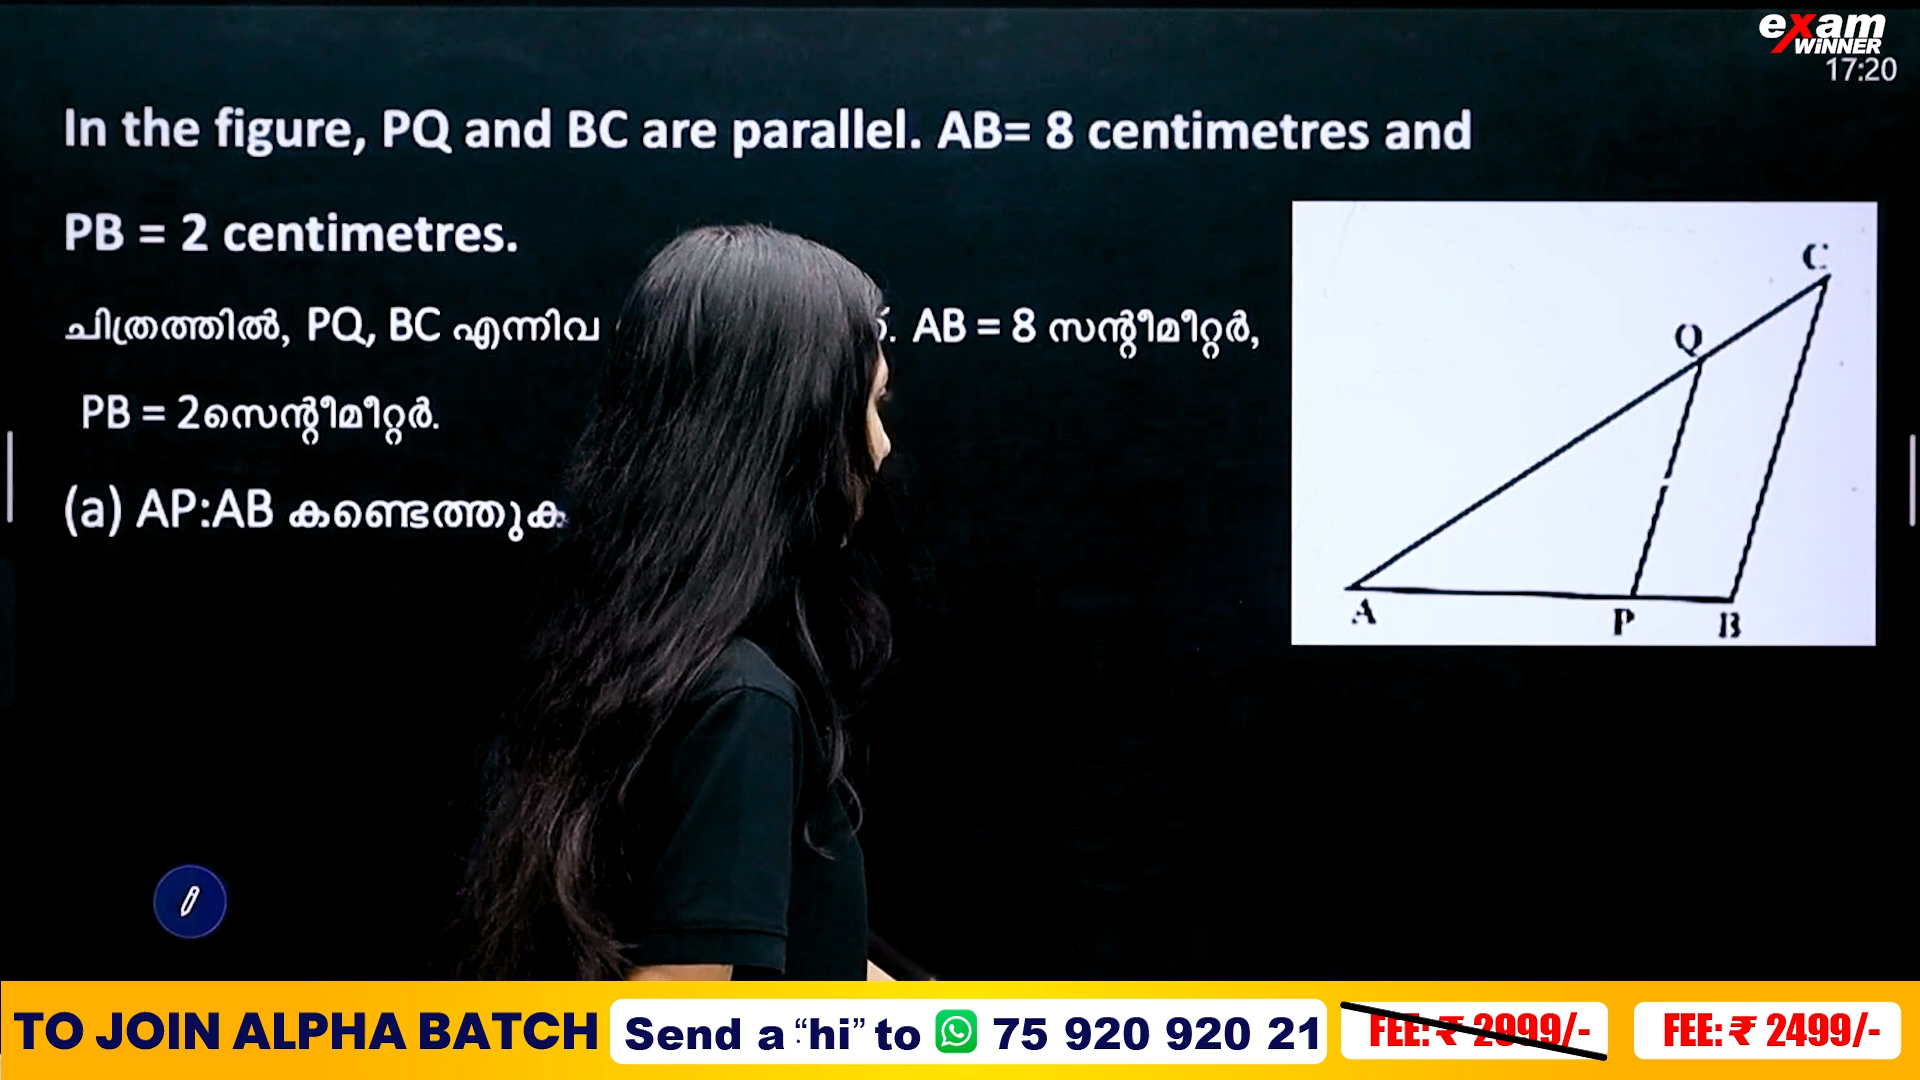 exam
WiNNER
17:20
In the figure, PQ and BC are parallel. AB= 8 centimetres and
PB = 2 centimetres.
ചിത്രത്തിൽ, PQ, BC എന്നിവ . AB = 8 സന്റീമീറ്റർ,
PB = 2സെന്റീമീറ്റർ.
(a) AP:AB കണ്ടെത്തുക
C
Q
A
P
B
TO JOIN ALPHA BATCH
Send a “hi” to 75 920 920 21
FEE: ₹ 2999/-
FEE: ₹ 2499/-